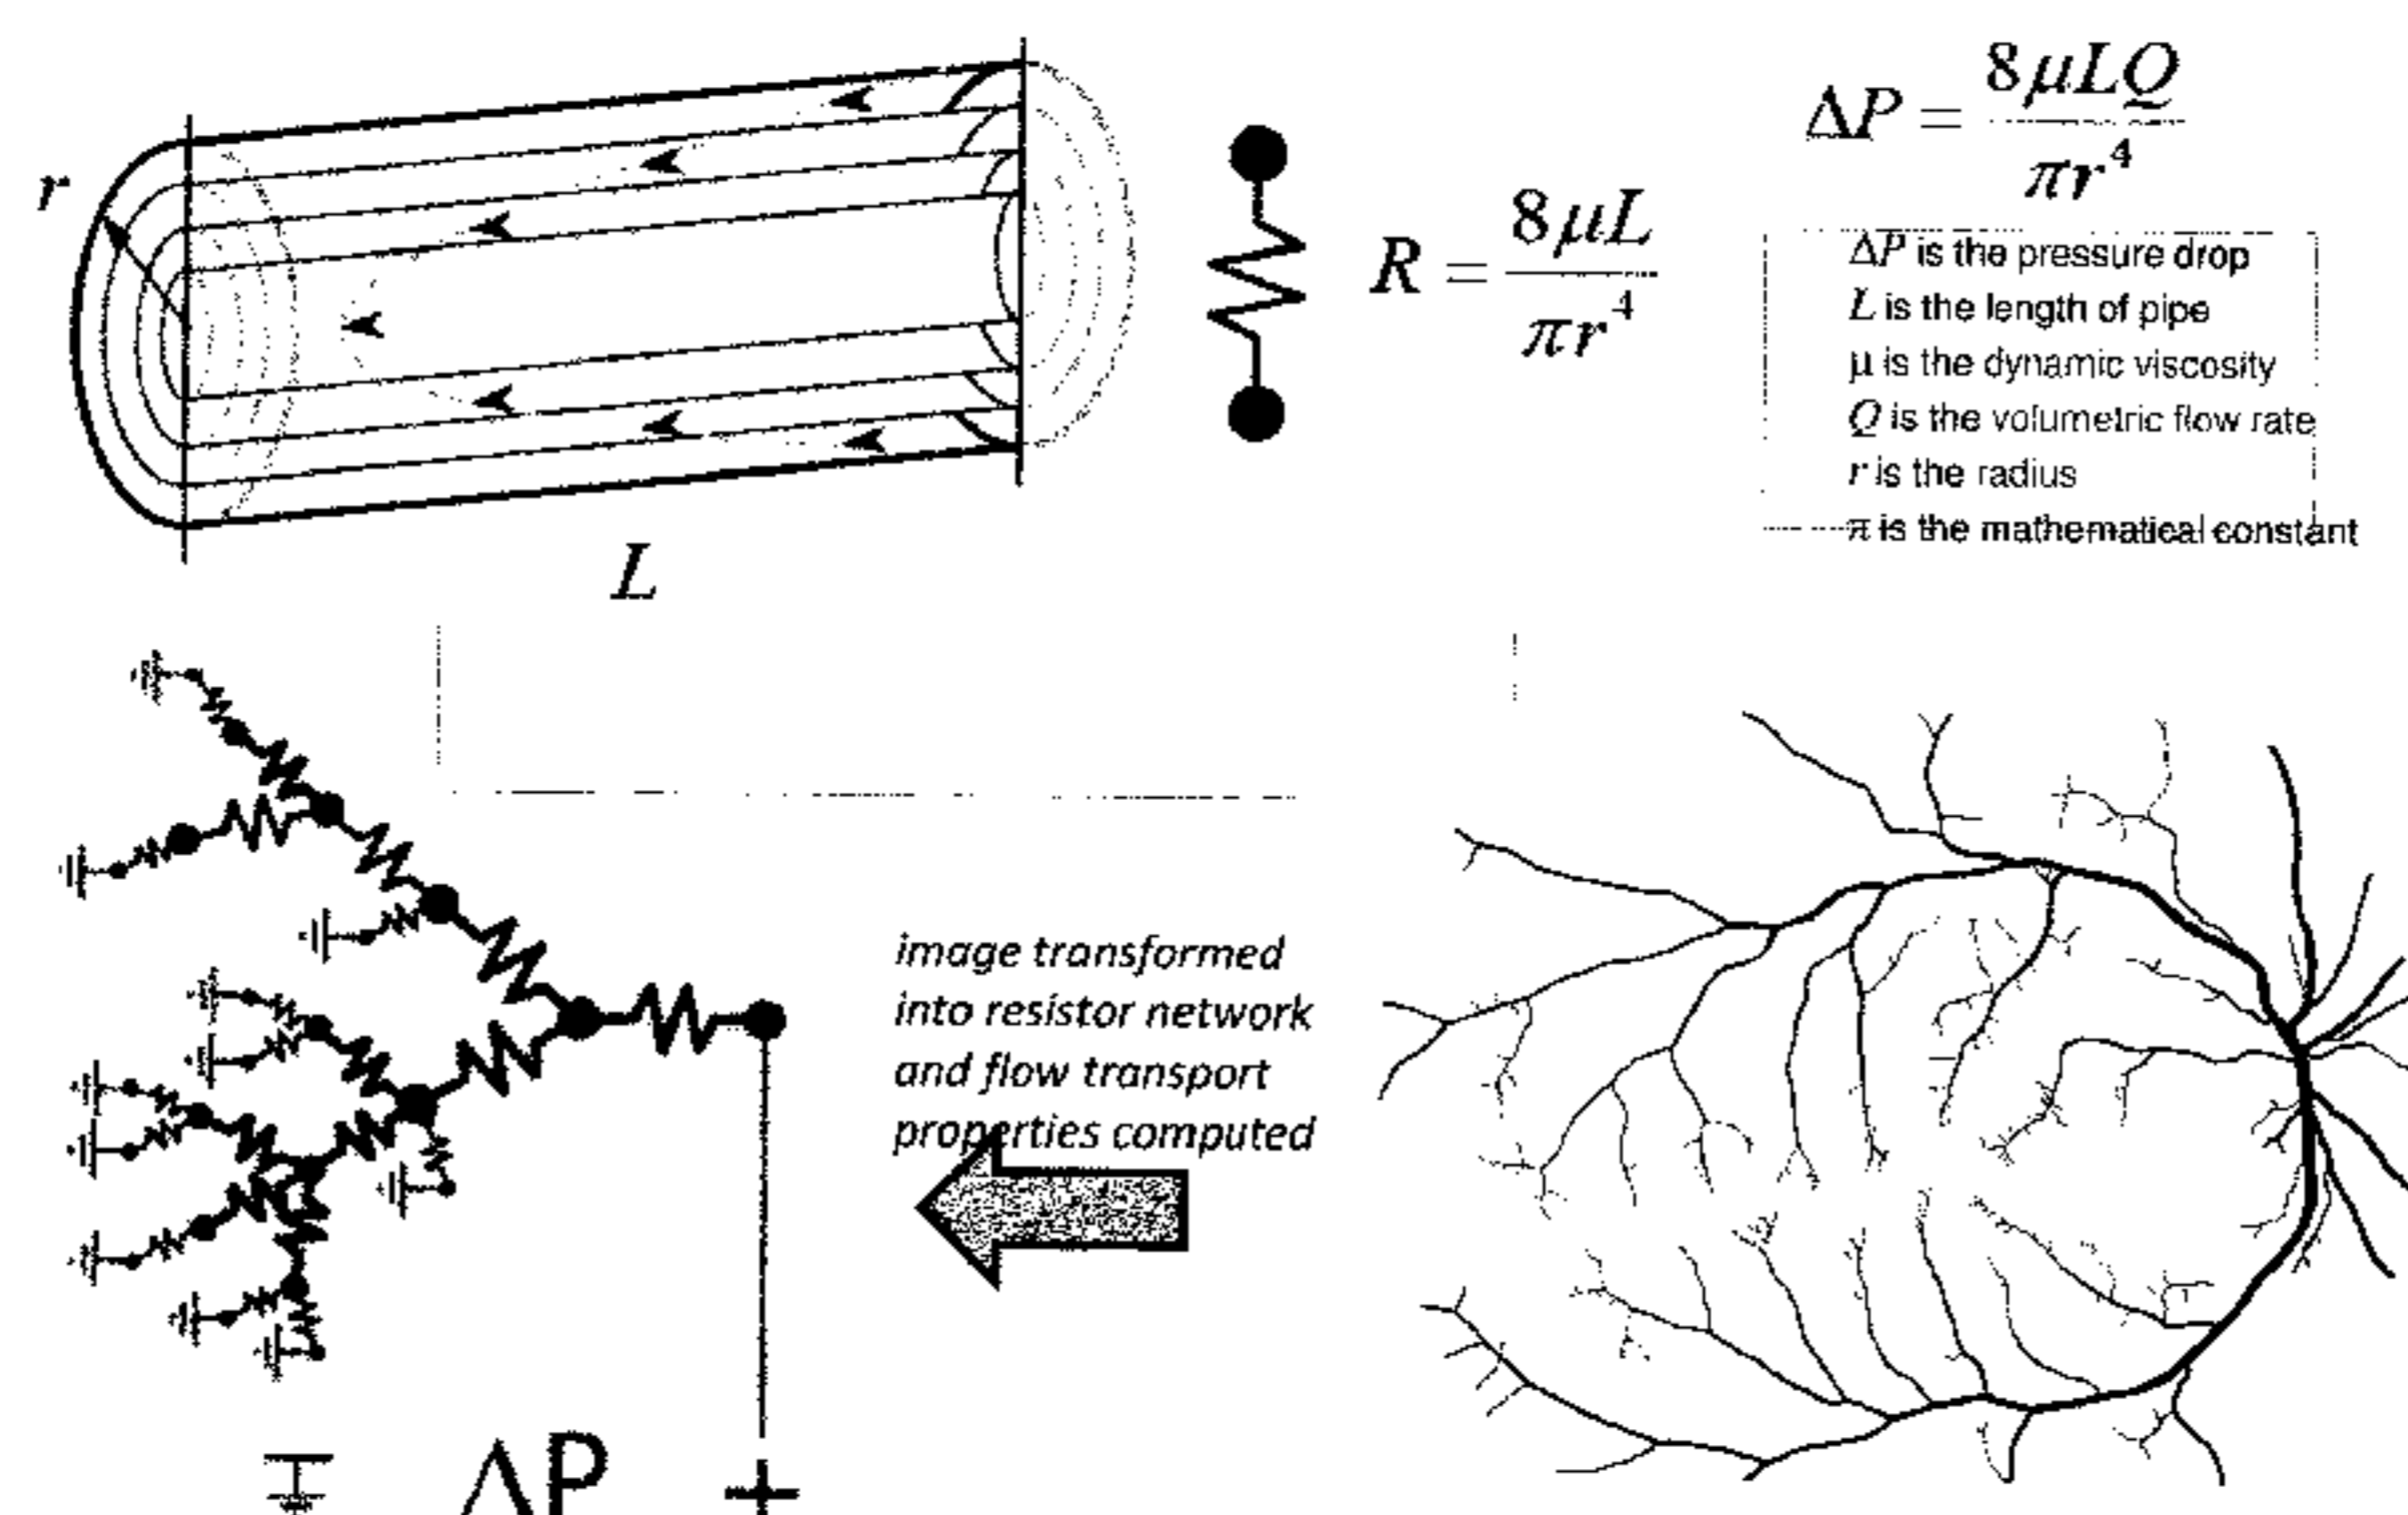 r
L
R = 8μL / πr⁴
ΔP = 8μLQ / πr⁴
ΔP is the pressure drop
L is the length of pipe
μ is the dynamic viscosity
Q is the volumetric flow rate
r is the radius
π is the mathematical constant
image transformed
into resistor network
and flow transport
properties computed
ΔP
+